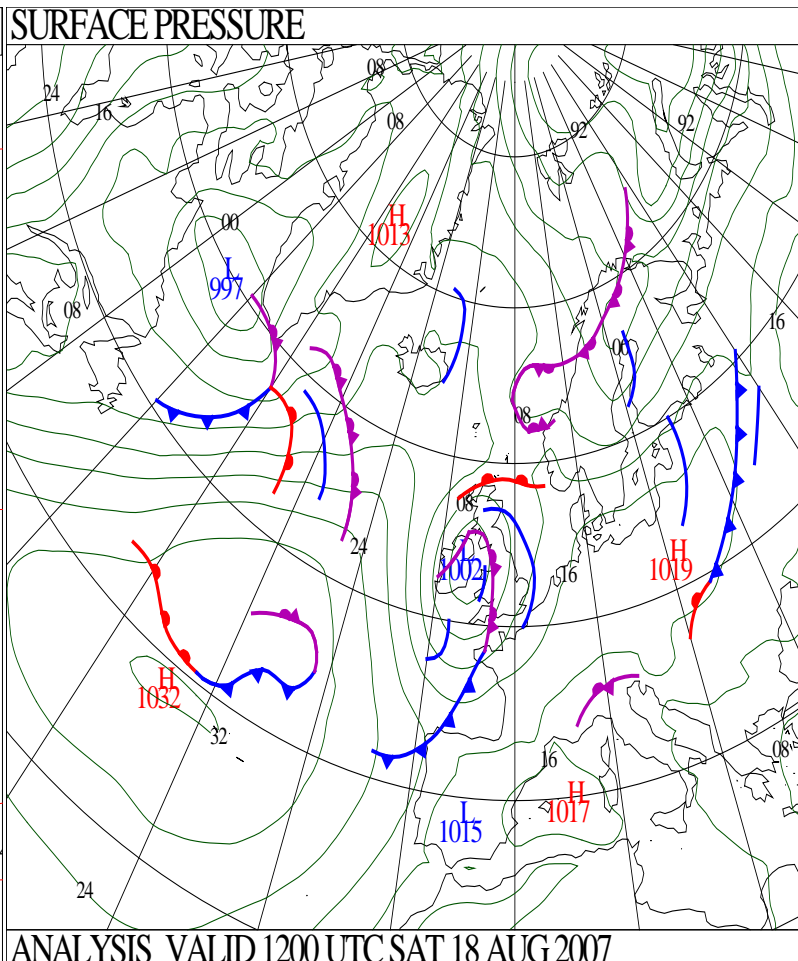 SURFACE PRESSURE
08
24
16
08
92
92
H
1013
00
L
997
08
16
00
08
08
24
L
1002
16
H
1019
H
1032
32
16
08
H
1017
L
1015
24
ANALYSIS VALID 1200 UTC SAT 18 AUG 2007